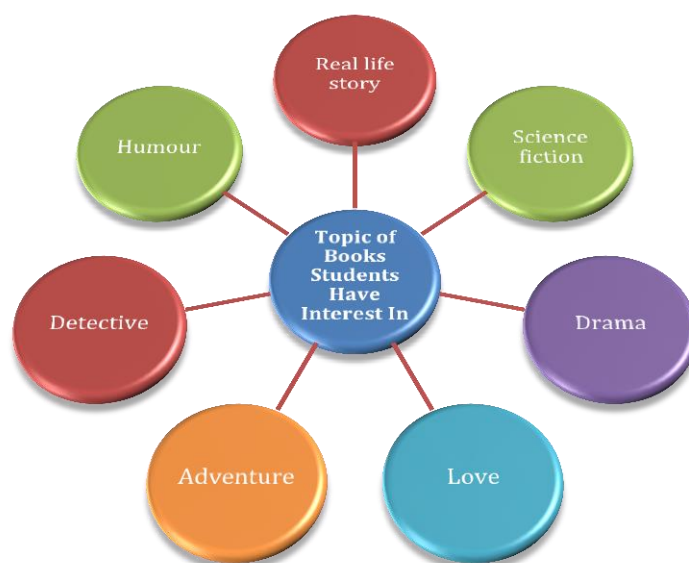 Real life
story
Science
fiction
Drama
Love
Adventure
Detective
Humour
Topic of
Books
Students
Have
Interest In